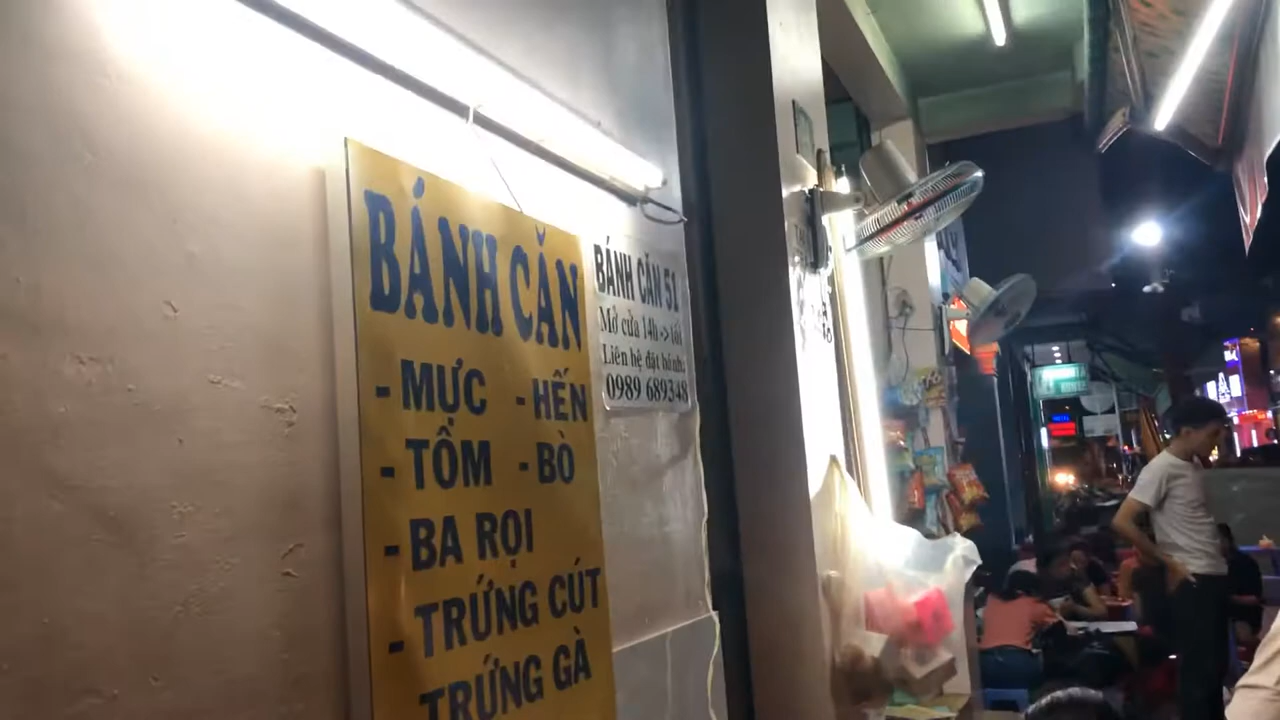 BÁNH CĂN
- MỰC - HẾN
- TÔM - BÒ
- BA RỌI
- TRỨNG CÚT
TRỨNG GÀ
BÁNH CĂN 51
Mở cửa 14h -> tối
Liên hệ đặt bánh:
0989 689348